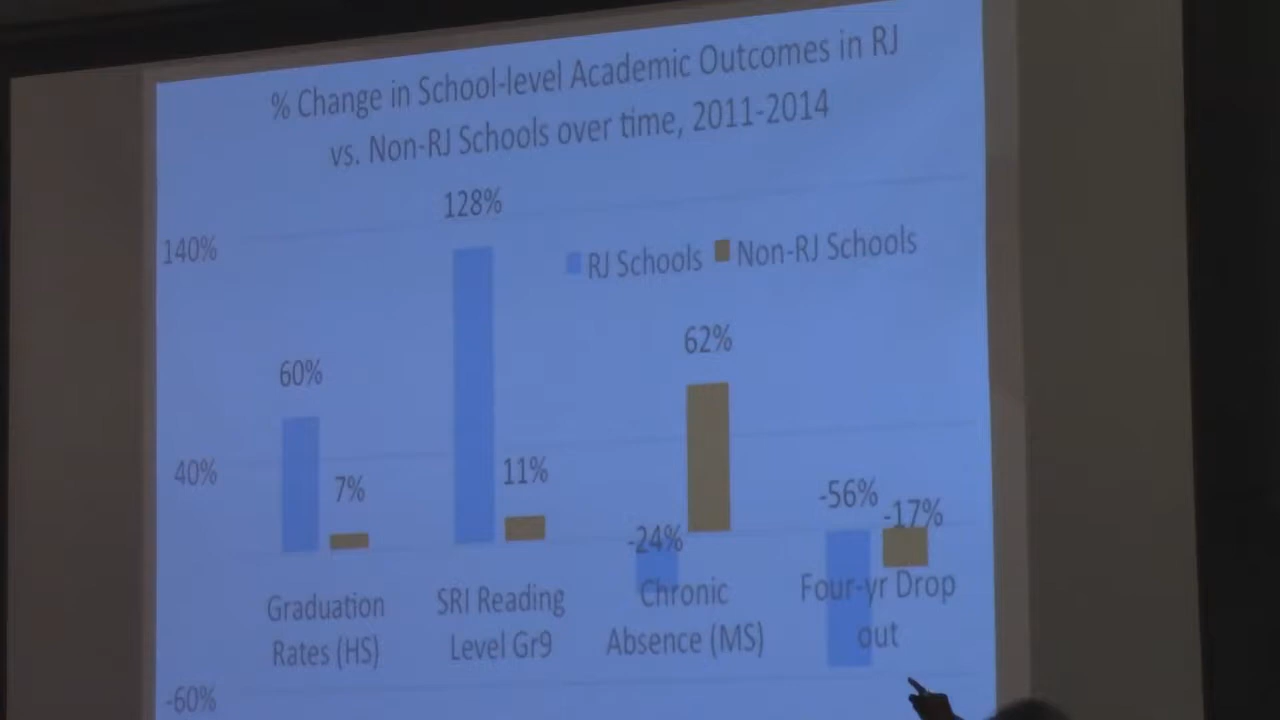 % Change in School-level Academic Outcomes in RJ
vs. Non-RJ Schools over time, 2011-2014
128%
140%
RJ Schools
Non-RJ Schools
62%
60%
40%
7%
11%
-56%
-17%
-24%
Graduation
Rates (HS)
SRI Reading
Level Gr9
Chronic
Absence (MS)
Four-yr Drop
out
-60%